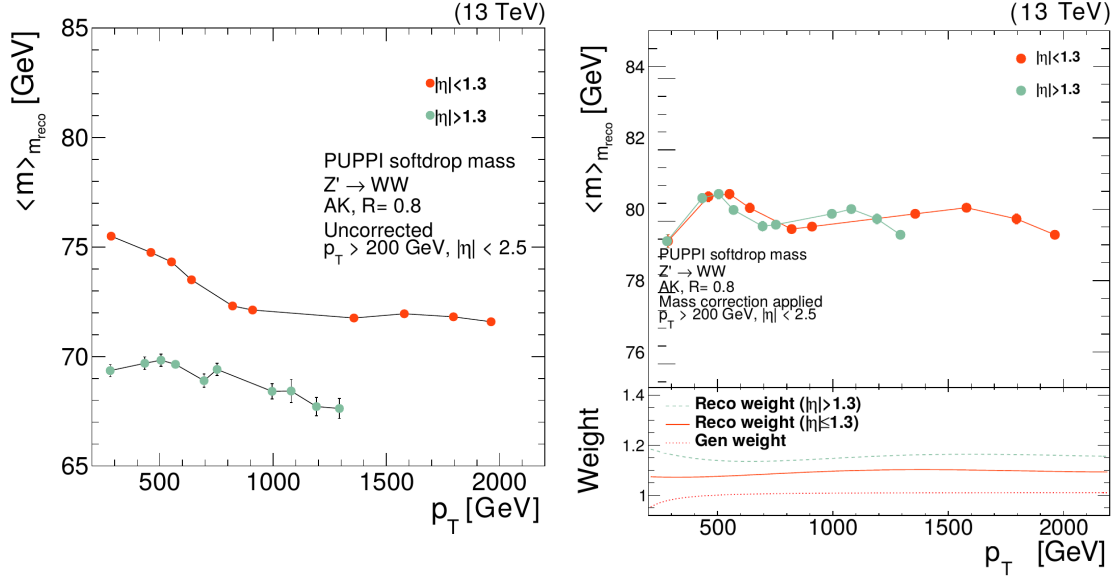 (13 TeV)
<m>m_reco [GeV]
85
80
75
70
65
|η|<1.3
|η|>1.3
PUPPI softdrop mass
Z' → WW
AK, R= 0.8
Uncorrected
p_T > 200 GeV, |η| < 2.5
500 1000 1500 2000
p_T [GeV]
(13 TeV)
<m>m_reco [GeV]
84
82
80
78
76
|η|<1.3
|η|>1.3
PUPPI softdrop mass
Z' → WW
AK, R= 0.8
Mass correction applied
p_T > 200 GeV, |η| < 2.5
Weight
1.4
1.2
1
Reco weight (|η|>1.3)
Reco weight (|η|≤1.3)
Gen weight
500 1000 1500 2000
p_T [GeV]